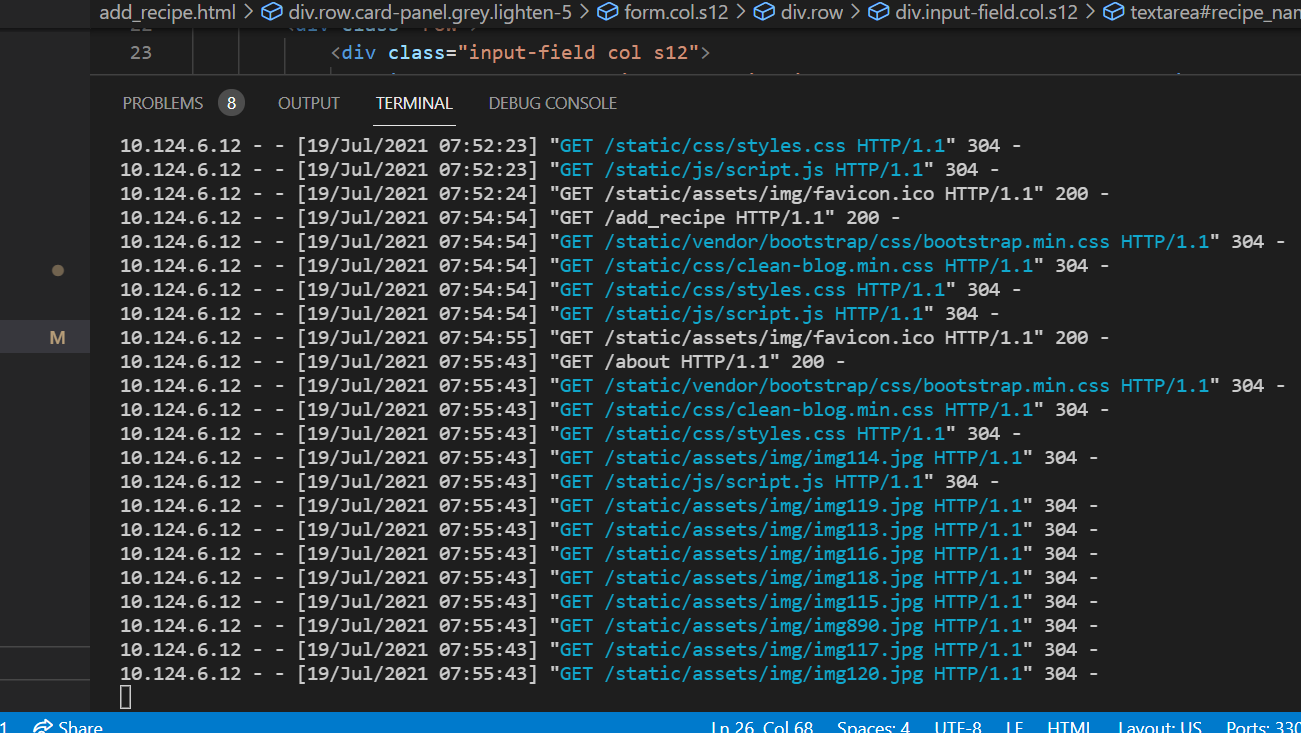 add_recipe.html > div.row.card-panel.grey.lighten-5 > form.col.s12 > div.row > div.input-field.col.s12 > textarea#recipe_nam
22 <div class="row">
23 <div class="input-field col s12">
PROBLEMS 8 OUTPUT TERMINAL DEBUG CONSOLE
10.124.6.12 - - [19/Jul/2021 07:52:23] "GET /static/css/styles.css HTTP/1.1" 304 -
10.124.6.12 - - [19/Jul/2021 07:52:23] "GET /static/js/script.js HTTP/1.1" 304 -
10.124.6.12 - - [19/Jul/2021 07:52:24] "GET /static/assets/img/favicon.ico HTTP/1.1" 200 -
10.124.6.12 - - [19/Jul/2021 07:54:54] "GET /add_recipe HTTP/1.1" 200 -
10.124.6.12 - - [19/Jul/2021 07:54:54] "GET /static/vendor/bootstrap/css/bootstrap.min.css HTTP/1.1" 304 -
10.124.6.12 - - [19/Jul/2021 07:54:54] "GET /static/css/clean-blog.min.css HTTP/1.1" 304 -
10.124.6.12 - - [19/Jul/2021 07:54:54] "GET /static/css/styles.css HTTP/1.1" 304 -
10.124.6.12 - - [19/Jul/2021 07:54:54] "GET /static/js/script.js HTTP/1.1" 304 -
M
10.124.6.12 - - [19/Jul/2021 07:54:55] "GET /static/assets/img/favicon.ico HTTP/1.1" 200 -
10.124.6.12 - - [19/Jul/2021 07:55:43] "GET /about HTTP/1.1" 200 -
10.124.6.12 - - [19/Jul/2021 07:55:43] "GET /static/vendor/bootstrap/css/bootstrap.min.css HTTP/1.1" 304 -
10.124.6.12 - - [19/Jul/2021 07:55:43] "GET /static/css/clean-blog.min.css HTTP/1.1" 304 -
10.124.6.12 - - [19/Jul/2021 07:55:43] "GET /static/css/styles.css HTTP/1.1" 304 -
10.124.6.12 - - [19/Jul/2021 07:55:43] "GET /static/assets/img/img114.jpg HTTP/1.1" 304 -
10.124.6.12 - - [19/Jul/2021 07:55:43] "GET /static/js/script.js HTTP/1.1" 304 -
10.124.6.12 - - [19/Jul/2021 07:55:43] "GET /static/assets/img/img119.jpg HTTP/1.1" 304 -
10.124.6.12 - - [19/Jul/2021 07:55:43] "GET /static/assets/img/img113.jpg HTTP/1.1" 304 -
10.124.6.12 - - [19/Jul/2021 07:55:43] "GET /static/assets/img/img116.jpg HTTP/1.1" 304 -
10.124.6.12 - - [19/Jul/2021 07:55:43] "GET /static/assets/img/img118.jpg HTTP/1.1" 304 -
10.124.6.12 - - [19/Jul/2021 07:55:43] "GET /static/assets/img/img115.jpg HTTP/1.1" 304 -
10.124.6.12 - - [19/Jul/2021 07:55:43] "GET /static/assets/img/img890.jpg HTTP/1.1" 304 -
10.124.6.12 - - [19/Jul/2021 07:55:43] "GET /static/assets/img/img117.jpg HTTP/1.1" 304 -
10.124.6.12 - - [19/Jul/2021 07:55:43] "GET /static/assets/img/img120.jpg HTTP/1.1" 304 -
1 Share Ln 26, Col 68 Spaces: 4 UTF-8 LF HTML Layout: US Ports: 330